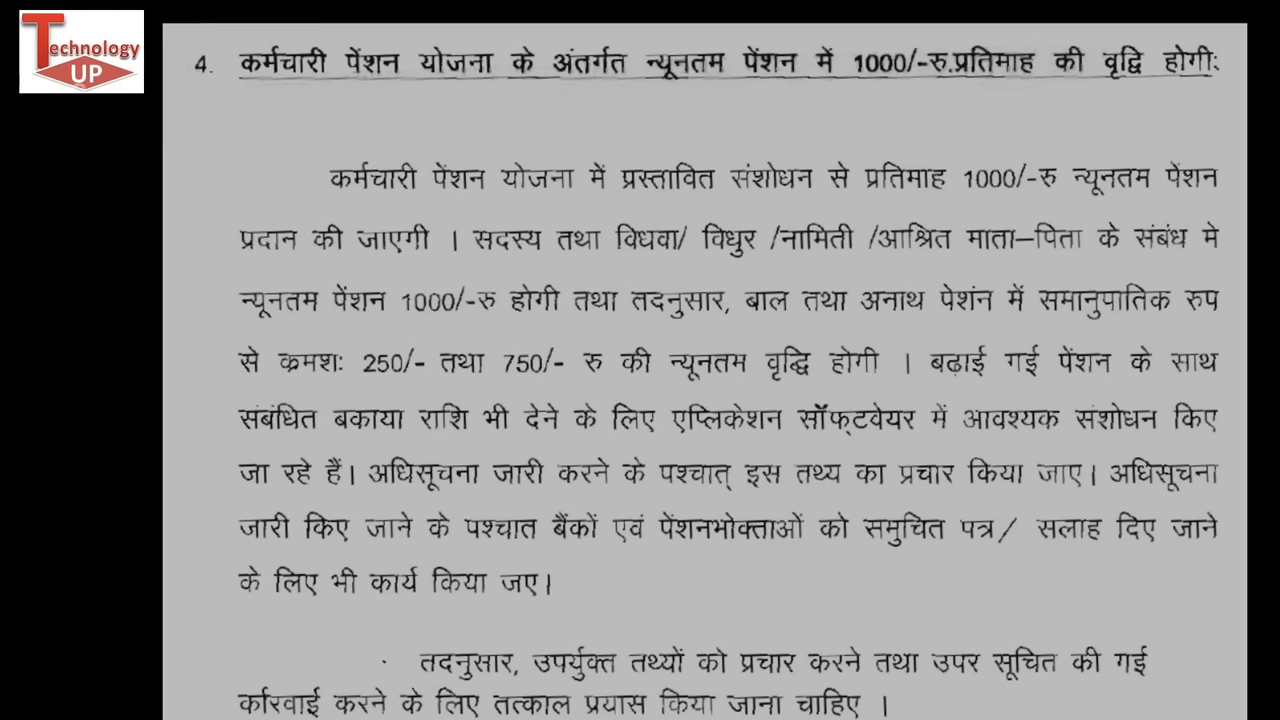 Technology
UP
4. कर्मचारी पेंशन योजना के अंतर्गत न्यूनतम पेंशन में 1000/-रु.प्रतिमाह की वृद्वि होगीः
कर्मचारी पेंशन योजना में प्रस्तावित संशोधन से प्रतिमाह 1000/-रु न्यूनतम पेंशन
प्रदान की जाएगी । सदस्य तथा विधवा/ विधुर /नामिती /आश्रित माता–पिता के संबंध मे
न्यूनतम पेंशन 1000/-रु होगी तथा तदनुसार, बाल तथा अनाथ पेशंन में समानुपातिक रुप
से क्रमशः 250/- तथा 750/- रु की न्यूनतम वृद्धि होगी । बढ़ाई गई पेंशन के साथ
संबंधित बकाया राशि भी देने के लिए एप्लिकेशन सॉफ्टवेयर में आवश्यक संशोधन किए
जा रहे हैं। अधिसूचना जारी करने के पश्चात् इस तथ्य का प्रचार किया जाए। अधिसूचना
जारी किए जाने के पश्चात बैंकों एवं पेंशनभोक्ताओं को समुचित पत्र/ सलाह दिए जाने
के लिए भी कार्य किया जए।
तदनुसार, उपर्युक्त तथ्यों को प्रचार करने तथा उपर सूचित की गई
र्कारवाई करने के लिए तत्काल प्रयास किया जाना चाहिए ।